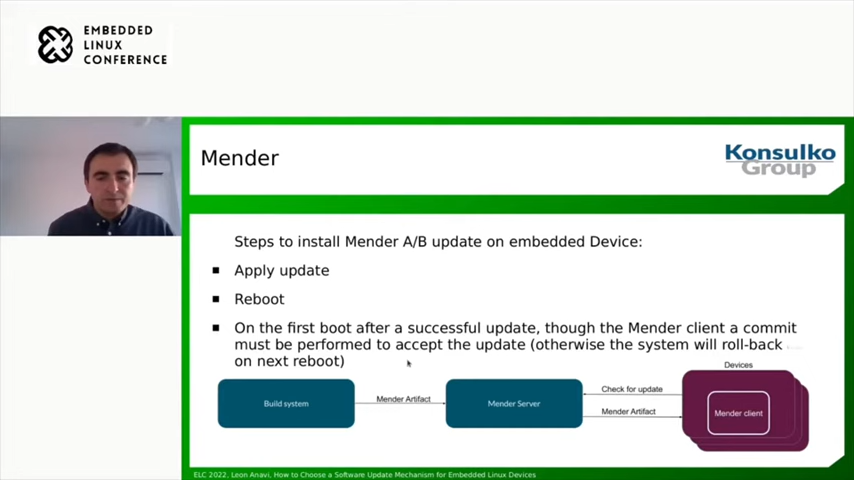 EMBEDDED
LINUX
CONFERENCE
Mender
Konsulko
Group
Steps to install Mender A/B update on embedded Device:
Apply update
Reboot
On the first boot after a successful update, though the Mender client a commit
must be performed to accept the update (otherwise the system will roll-back
on next reboot)
Devices
Build system
Mender Artifact
Mender Server
Check for update
Mender Artifact
Mender client
ELC 2022, Leon Anavi, How to Choose a Software Update Mechanism for Embedded Linux Devices